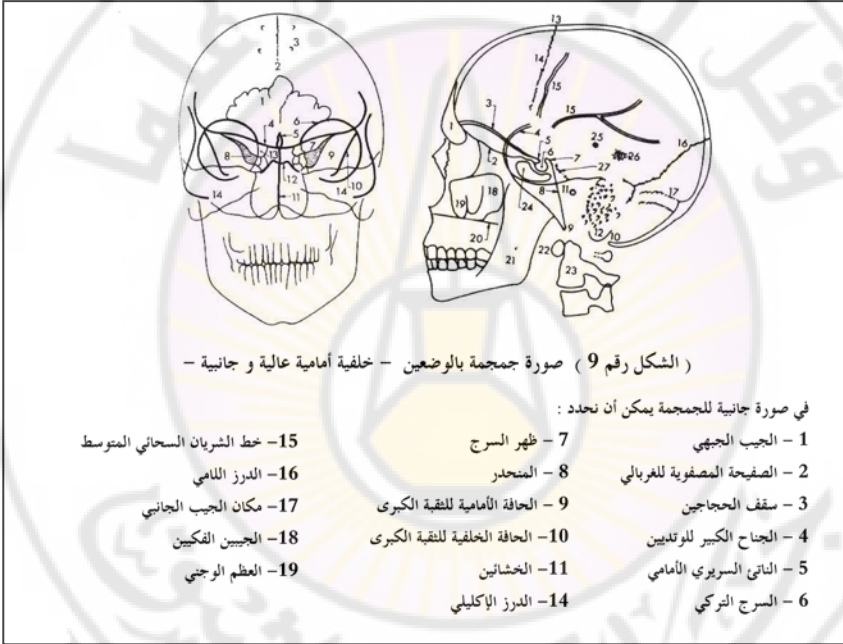 ( الشكل رقم 9 ) صورة جمجمة بالوضعين – خلفية أمامية عالية و جانبية –
في صورة جانبية للجمجمة يمكن أن نحدد :
1 – الجيب الجبهي
2 – الصفيحة المصفوية للغربالي
3 – سقف الحجاجين
4 – الجناح الكبير للوتديين
5 – الناتئ السريري الأمامي
6 – السرج التركي
7 – ظهر السرج
8 – المنحدر
9 – الحافة الأمامية للثقبة الكبرى
10– الحافة الخلفية للثقبة الكبرى
11– الخشائين
14– الدرز الإكليلي
15– خط الشريان السحائي المتوسط
16– الدرز اللامي
17– مكان الجيب الجانبي
18– الجيبين الفكيين
19– العظم الوجني